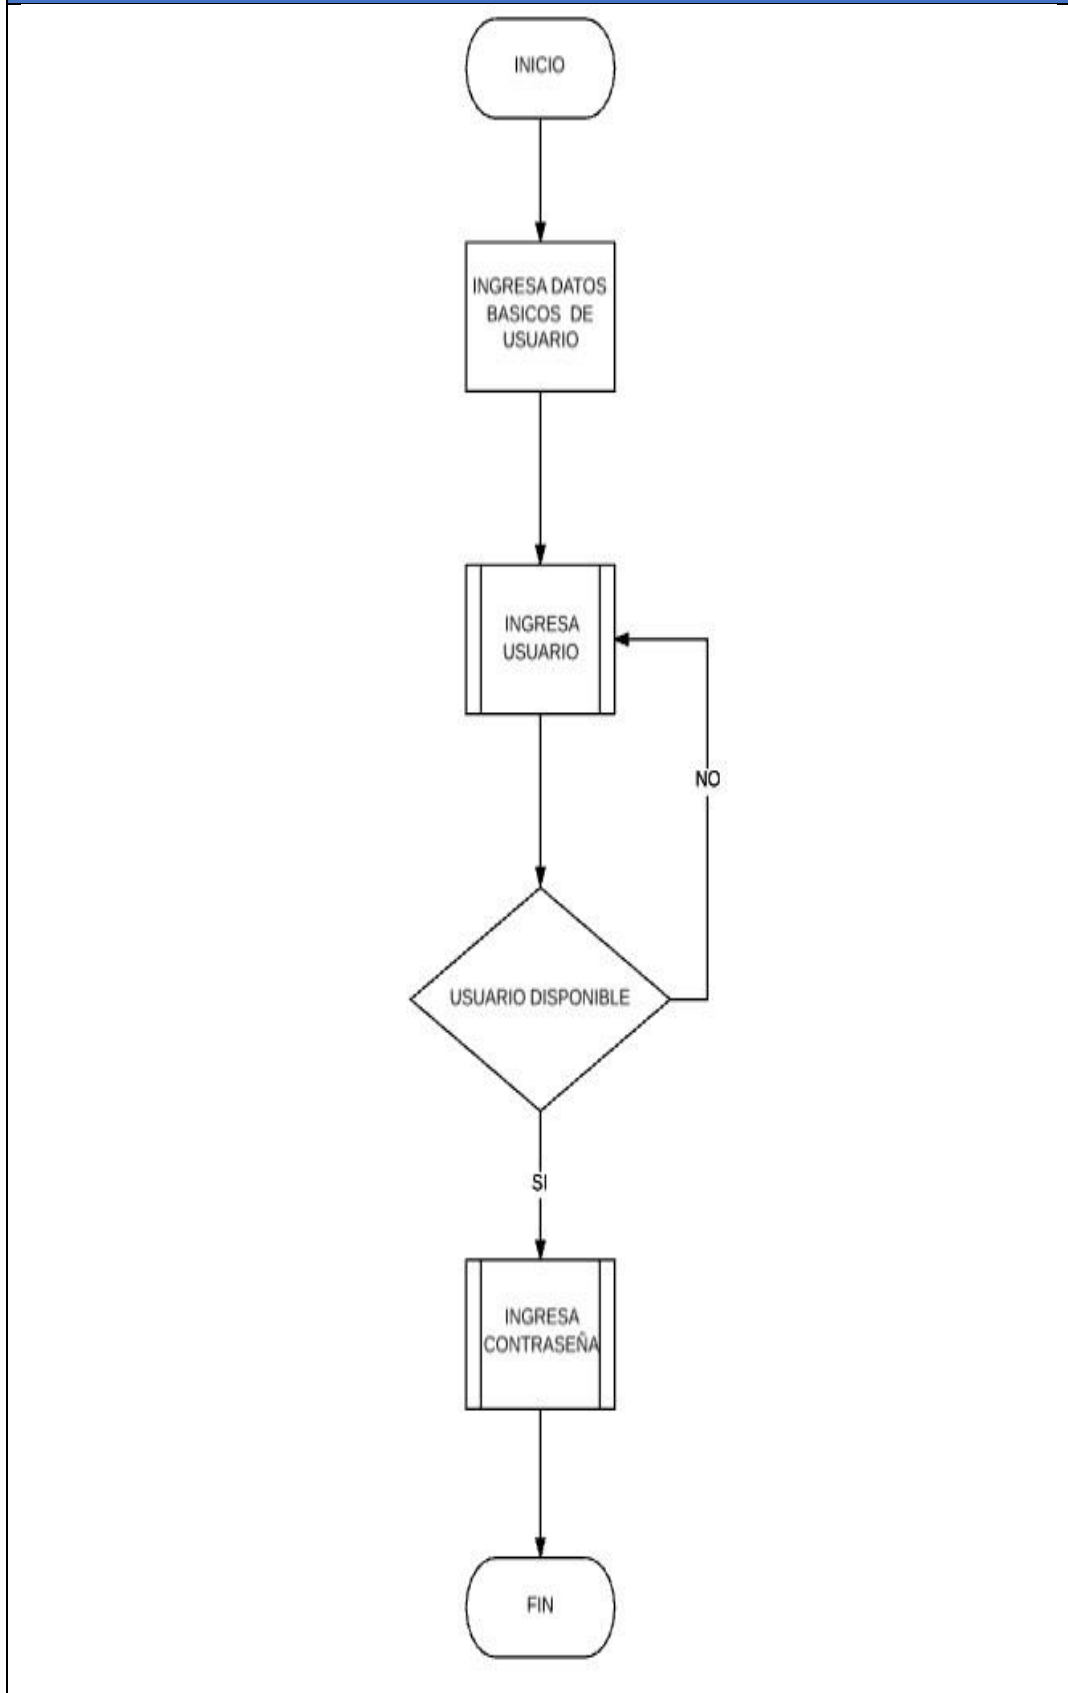 INICIO
INGRESA DATOS
BASICOS DE
USUARIO
INGRESA
USUARIO
NO
USUARIO DISPONIBLE
SI
INGRESA
CONTRASEÑA
FIN